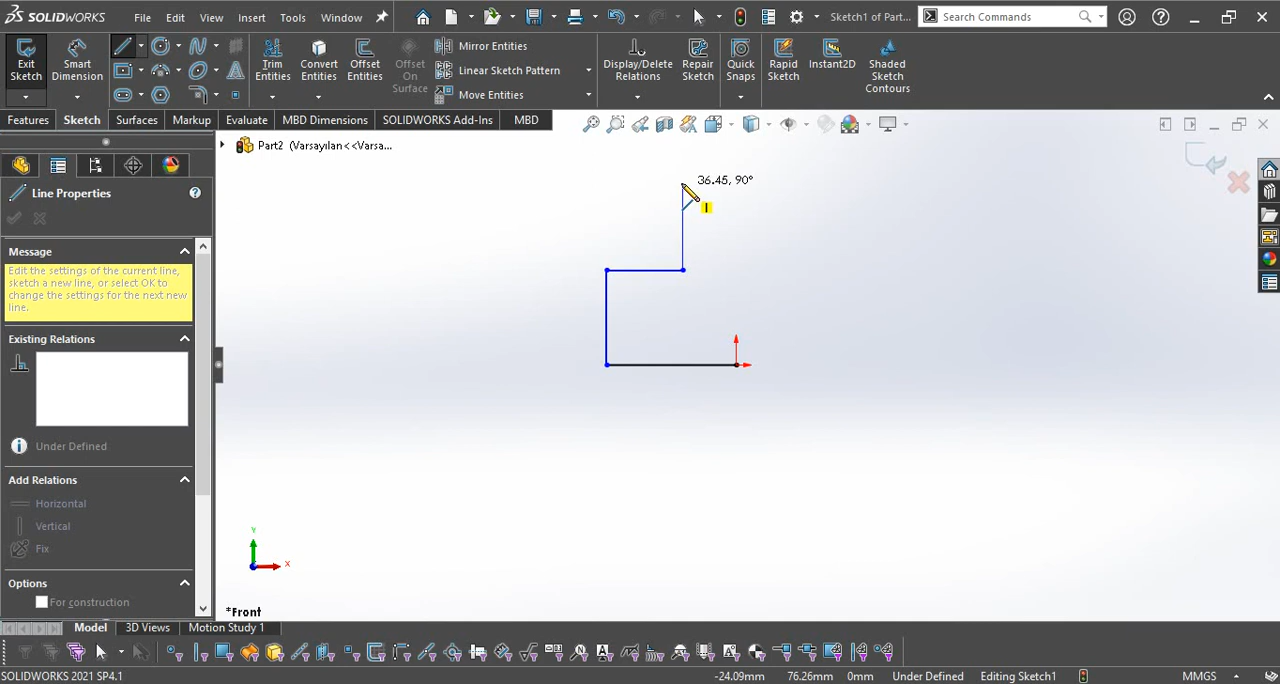 SOLIDWORKS File Edit View Insert Tools Window Sketch1 of Part... Search Commands
Exit Sketch
Smart Dimension
Trim Entities
Convert Entities
Offset Entities
Offset On Surface
Mirror Entities
Linear Sketch Pattern
Move Entities
Display/Delete Relations
Repair Sketch
Quick Snaps
Rapid Sketch
Instant2D
Shaded Sketch Contours
Features Sketch Surfaces Markup Evaluate MBD Dimensions SOLIDWORKS Add-Ins MBD
Part2 (Varsayılan<<Varsa...
Line Properties
36.45, 90°
Message
Edit the settings of the current line,
sketch a new line, or select OK to
change the settings for the next new
line.
Existing Relations
Under Defined
Add Relations
Horizontal
Vertical
Fix
Options
For construction
Y
X
*Front
Model 3D Views Motion Study 1
SOLIDWORKS 2021 SP4.1 -24.09mm 76.26mm 0mm Under Defined Editing Sketch1 MMGS